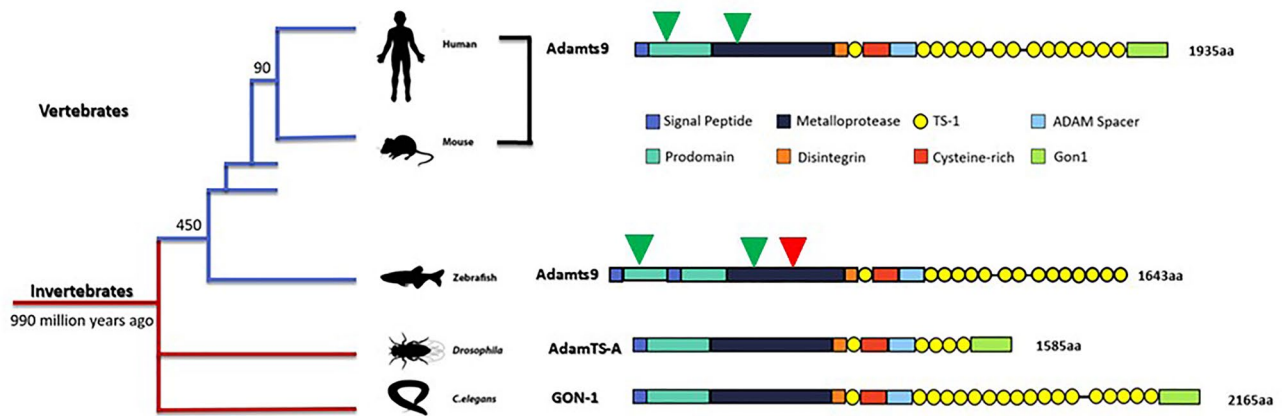 90
Human
Adamts9
1935aa
Vertebrates
Signal Peptide
Metalloprotease
TS-1
ADAM Spacer
Mouse
Prodomain
Disintegrin
Cysteine-rich
Gon1
450
Zebrafish
Adamts9
1643aa
Invertebrates
990 million years ago
Drosophila
AdamTS-A
1585aa
C.elegans
GON-1
2165aa